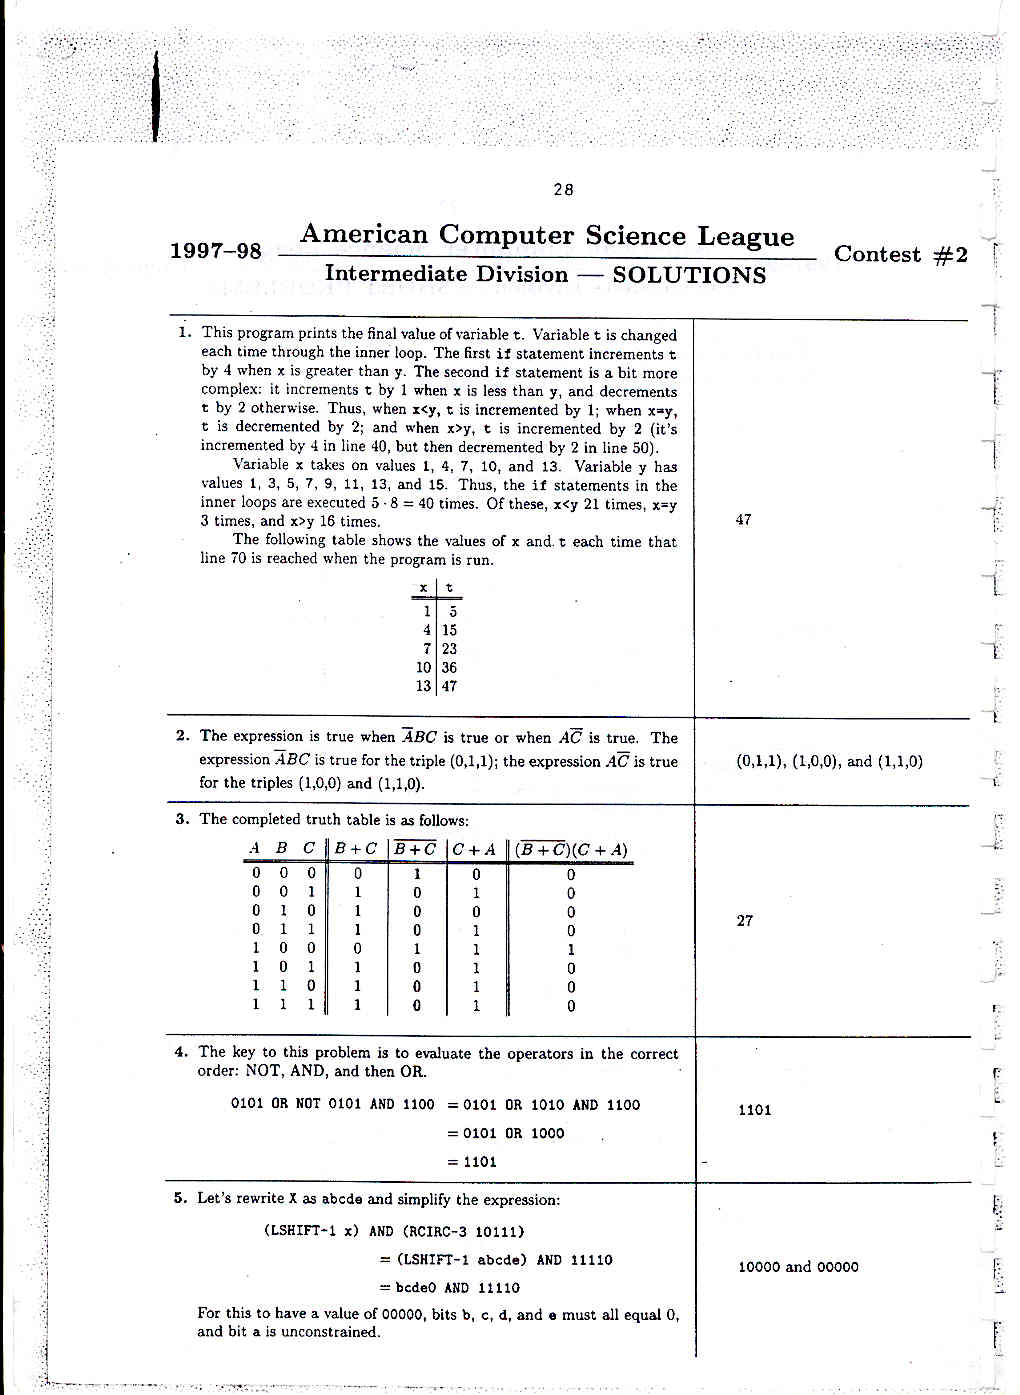 28
1997–98
American Computer Science League
Contest #2
Intermediate Division — SOLUTIONS
1. This program prints the final value of variable t. Variable t is changed
each time through the inner loop. The first if statement increments t
by 4 when x is greater than y. The second if statement is a bit more
complex: it increments t by 1 when x is less than y, and decrements
t by 2 otherwise. Thus, when x<y, t is incremented by 1; when x=y,
t is decremented by 2; and when x>y, t is incremented by 2 (it's
incremented by 4 in line 40, but then decremented by 2 in line 50).
Variable x takes on values 1, 4, 7, 10, and 13. Variable y has
values 1, 3, 5, 7, 9, 11, 13, and 15. Thus, the if statements in the
inner loops are executed 5 · 8 = 40 times. Of these, x<y 21 times, x=y
3 times, and x>y 16 times.
The following table shows the values of x and t each time that
line 70 is reached when the program is run.
x t
1 5
4 15
7 23
10 36
13 47
47
2. The expression is true when A̅BC is true or when AC̅ is true. The
expression A̅BC is true for the triple (0,1,1); the expression AC̅ is true
for the triples (1,0,0) and (1,1,0).
(0,1,1), (1,0,0), and (1,1,0)
3. The completed truth table is as follows:
A B C B + C B̅ ̅+̅ ̅C̅ C + A (B̅ ̅+̅ ̅C̅)(C + A)
0 0 0 0 1 0 0
0 0 1 1 0 1 0
0 1 0 1 0 0 0
0 1 1 1 0 1 0
1 0 0 0 1 1 1
1 0 1 1 0 1 0
1 1 0 1 0 1 0
1 1 1 1 0 1 0
27
4. The key to this problem is to evaluate the operators in the correct
order: NOT, AND, and then OR.
0101 OR NOT 0101 AND 1100 = 0101 OR 1010 AND 1100
= 0101 OR 1000
= 1101
1101
5. Let's rewrite X as abcde and simplify the expression:
(LSHIFT-1 x) AND (RCIRC-3 10111)
= (LSHIFT-1 abcde) AND 11110
= bcde0 AND 11110
For this to have a value of 00000, bits b, c, d, and e must all equal 0,
and bit a is unconstrained.
10000 and 00000